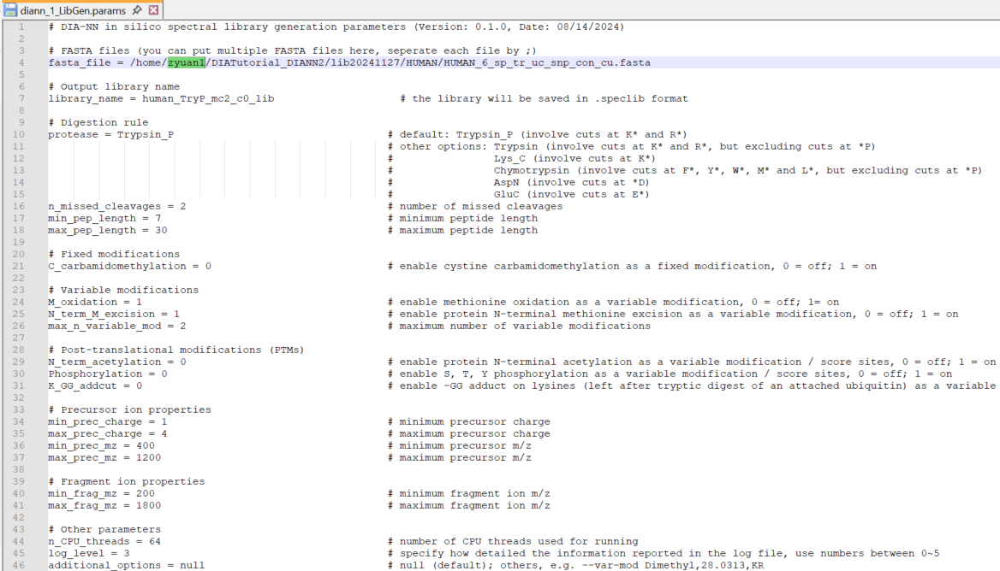 diann_1_LibGen.params
1 # DIA-NN in silico spectral library generation parameters (Version: 0.1.0, Date: 08/14/2024)
2
3 # FASTA files (you can put multiple FASTA files here, seperate each file by ;)
4 fasta_file = /home/zyuan1/DIATutorial_DIANN2/lib20241127/HUMAN/HUMAN_6_sp_tr_uc_snp_con_cu.fasta
5
6 # Output library name
7 library_name = human_TryP_mc2_c0_lib # the library will be saved in .speclib format
8
9 # Digestion rule
10 protease = Trypsin_P # default: Trypsin_P (involve cuts at K* and R*)
11 # other options: Trypsin (involve cuts at K* and R*, but excluding cuts at *P)
12 # Lys_C (involve cuts at K*)
13 # Chymotrypsin (involve cuts at F*, Y*, W*, M* and L*, but excluding cuts at *P)
14 # AspN (involve cuts at *D)
15 # GluC (involve cuts at E*)
16 n_missed_cleavages = 2 # number of missed cleavages
17 min_pep_length = 7 # minimum peptide length
18 max_pep_length = 30 # maximum peptide length
19
20 # Fixed modifications
21 C_carbamidomethylation = 0 # enable cystine carbamidomethylation as a fixed modification, 0 = off; 1 = on
22
23 # Variable modifications
24 M_oxidation = 1 # enable methionine oxidation as a variable modification, 0 = off; 1= on
25 N_term_M_excision = 1 # enable protein N-terminal methionine excision as a variable modification, 0 = off; 1 = on
26 max_n_variable_mod = 2 # maximum number of variable modifications
27
28 # Post-translational modifications (PTMs)
29 N_term_acetylation = 0 # enable protein N-terminal acetylation as a variable modification / score sites, 0 = off; 1 = on
30 Phosphorylation = 0 # enable S, T, Y phosphorylation as a variable modification / score sites, 0 = off; 1 = on
31 K_GG_addcut = 0 # enable -GG adduct on lysines (left after tryptic digest of an attached ubiquitin) as a variable
32
33 # Precursor ion properties
34 min_prec_charge = 1 # minimum precursor charge
35 max_prec_charge = 4 # maximum precursor charge
36 min_prec_mz = 400 # minimum precursor m/z
37 max_prec_mz = 1200 # maximum precursor m/z
38
39 # Fragment ion properties
40 min_frag_mz = 200 # minimum fragment ion m/z
41 max_frag_mz = 1800 # maximum fragment ion m/z
42
43 # Other parameters
44 n_CPU_threads = 64 # number of CPU threads used for running
45 log_level = 3 # specify how detailed the information reported in the log file, use numbers between 0~5
46 additional_options = null # null (default); others, e.g. --var-mod Dimethyl,28.0313,KR